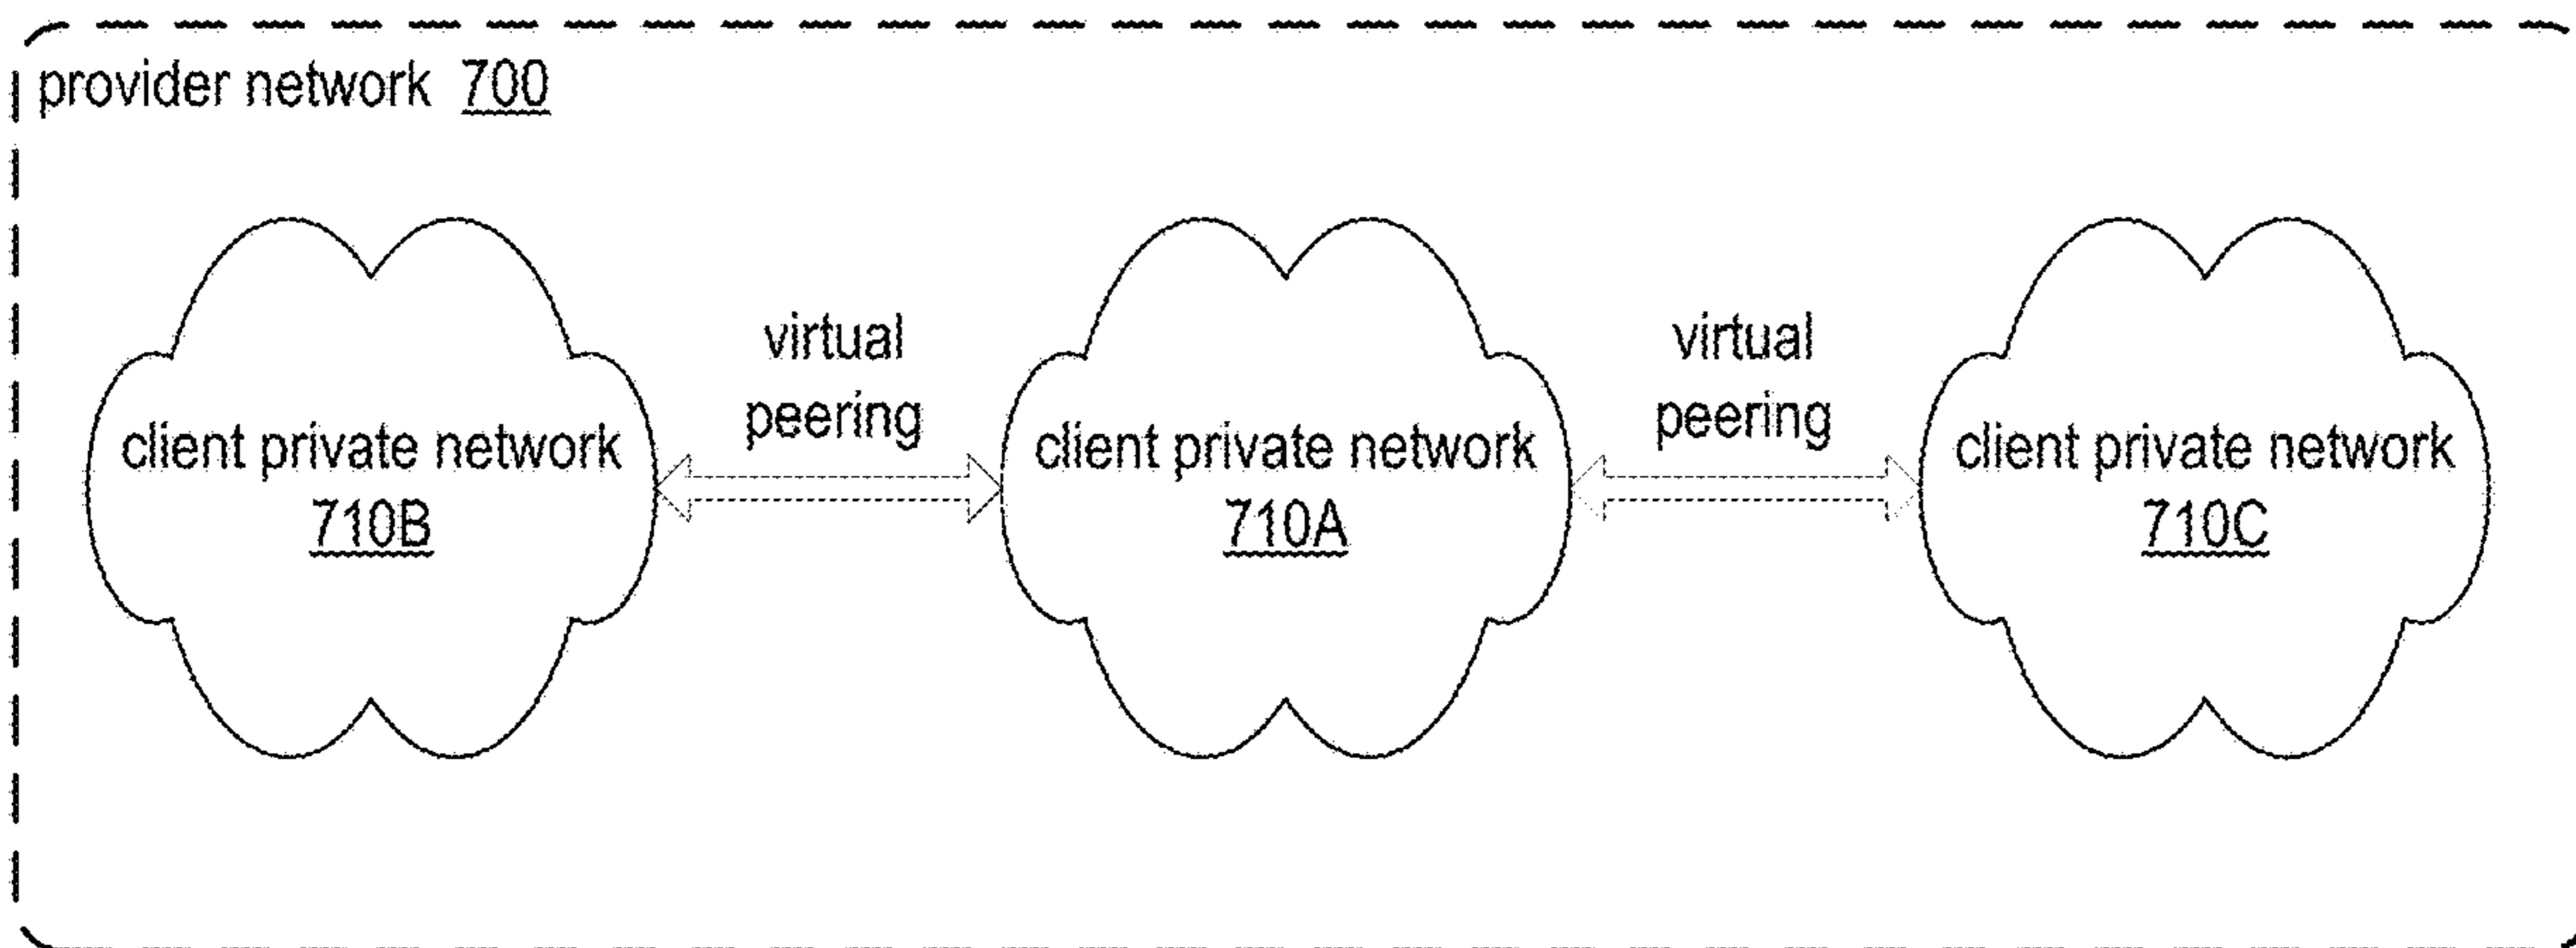 provider network 700
virtual
peering
virtual
peering
client private network
710B
client private network
710A
client private network
710C